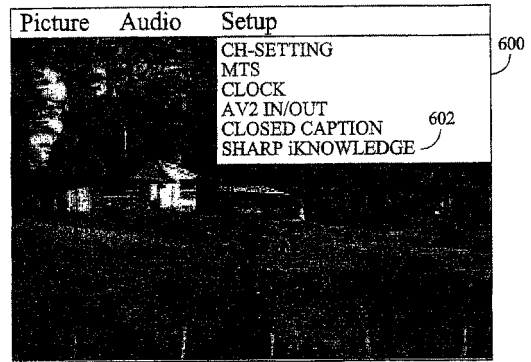 Picture Audio Setup
CH-SETTING
MTS
CLOCK
AV2 IN/OUT
CLOSED CAPTION
SHARP iKNOWLEDGE
600
602